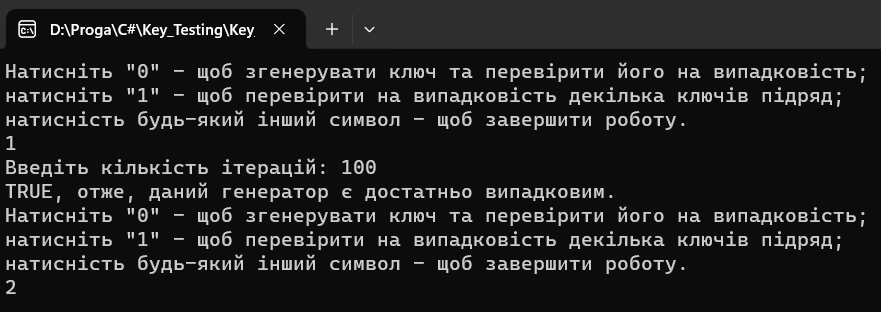 D:\Proga\C#\Key_Testing\Key_
Натисніть "0" - щоб згенерувати ключ та перевірити його на випадковість;
натисніть "1" - щоб перевірити на випадковість декілька ключів підряд;
натисність будь-який інший символ - щоб завершити роботу.
1
Введіть кількість ітерацій: 100
TRUE, отже, даний генератор є достатньо випадковим.
Натисніть "0" - щоб згенерувати ключ та перевірити його на випадковість;
натисніть "1" - щоб перевірити на випадковість декілька ключів підряд;
натисність будь-який інший символ - щоб завершити роботу.
2